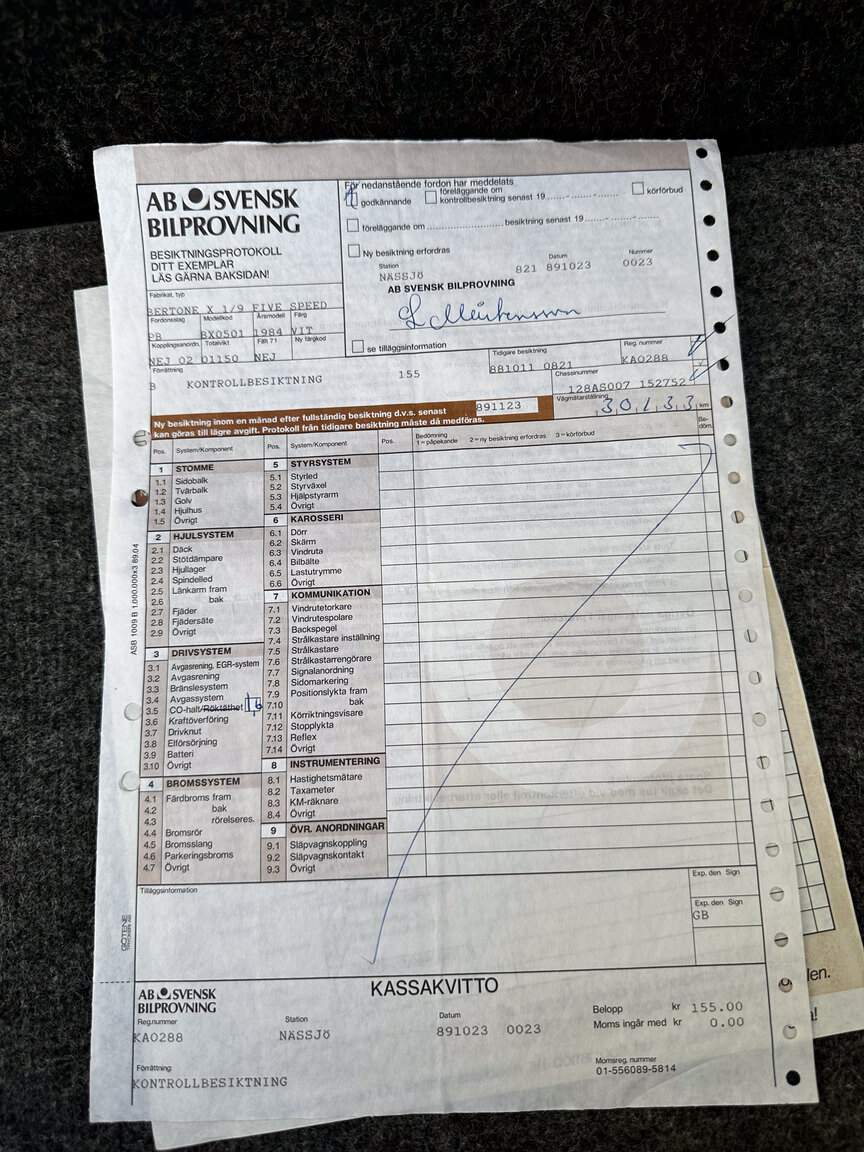 AB SVENSK
BILPROVNING
BESIKTNINGSPROTOKOLL
DITT EXEMPLAR
LÄS GÄRNA BAKSIDAN!
För nedanstående fordon har meddelats
godkännande
föreläggande om
kontrollbesiktning senast 19
körförbud
föreläggande om
besiktning senast 19
Ny besiktning erfordras
Station Datum Nummer
NÄSSJÖ 821 891023 0023
AB SVENSK BILPROVNING
se tilläggsinformation
Fabrikat, typ
BERTONE X 1/9 FIVE SPEED
Fordonsslag Modellkod Årsmodell Färg
PB BX0501 1984 VIT
Kopplingsanordn. Totalvikt Fält 71 Ny färgkod
NEJ 02 01150 NEJ
Förrättning
B KONTROLLBESIKTNING 155
Tidigare besiktning
881011 0821
Reg. nummer
KAO288
Chassinummer
128AS007 152752
Vägmätarställning
30133 km
Ny besiktning inom en månad efter fullständig besiktning d.v.s. senast 891123
kan göras till lägre avgift. Protokoll från tidigare besiktning måste då medföras.
Pos. System/Komponent Pos. System/Komponent Pos.
Bedömning
1 = påpekande 2 = ny besiktning erfordras 3 = körförbud
Be-
döm.
1 STOMME
1.1 Sidobalk
1.2 Tvärbalk
1.3 Golv
1.4 Hjulhus
1.5 Övrigt
2 HJULSYSTEM
2.1 Däck
2.2 Stötdämpare
2.3 Hjullager
2.4 Spindelled
2.5 Länkarm fram
2.6 bak
2.7 Fjäder
2.8 Fjädersäte
2.9 Övrigt
3 DRIVSYSTEM
3.1 Avgasrening, EGR-system
3.2 Avgasrening
3.3 Bränslesystem
3.4 Avgassystem
3.5 CO-halt/Röktäthet 1,6
3.6 Kraftöverföring
3.7 Drivknut
3.8 Elförsörjning
3.9 Batteri
3.10 Övrigt
4 BROMSSYSTEM
4.1 Färdbroms fram
4.2 bak
4.3 rörelseres.
4.4 Bromsrör
4.5 Bromsslang
4.6 Parkeringsbroms
4.7 Övrigt
5 STYRSYSTEM
5.1 Styrled
5.2 Styrväxel
5.3 Hjälpstyrarm
5.4 Övrigt
6 KAROSSERI
6.1 Dörr
6.2 Skärm
6.3 Vindruta
6.4 Bilbälte
6.5 Lastutrymme
6.6 Övrigt
7 KOMMUNIKATION
7.1 Vindrutetorkare
7.2 Vindrutespolare
7.3 Backspegel
7.4 Strålkastare inställning
7.5 Strålkastare
7.6 Strålkastarrengörare
7.7 Signalanordning
7.8 Sidomarkering
7.9 Positionslykta fram
7.10 bak
7.11 Körriktningsvisare
7.12 Stopplykta
7.13 Reflex
7.14 Övrigt
8 INSTRUMENTERING
8.1 Hastighetsmätare
8.2 Taxameter
8.3 KM-räknare
8.4 Övrigt
9 ÖVR. ANORDNINGAR
9.1 Släpvagnskoppling
9.2 Släpvagnskontakt
9.3 Övrigt
ASB 1009 B 1.000.000x3 89.04
Tilläggsinformation
Exp. den Sign
Exp. den Sign
GB
KASSAKVITTO
AB SVENSK
BILPROVNING
Reg.nummer Station Datum
KAO288 NÄSSJÖ 891023 0023
Belopp kr 155.00
Moms ingår med kr 0.00
Förrättning:
KONTROLLBESIKTNING
Momsreg. nummer
01-556089-5814
len.